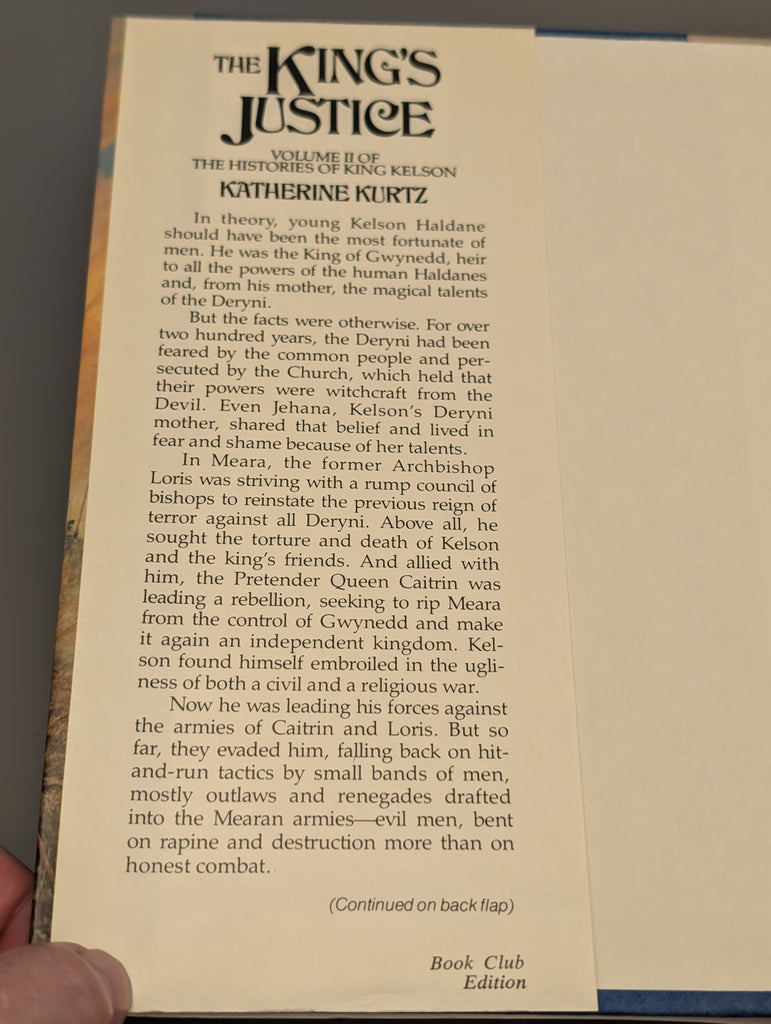 THE KING'S
JUSTICE
VOLUME II OF
THE HISTORIES OF KING KELSON
KATHERINE KURTZ
In theory, young Kelson Haldane
should have been the most fortunate of
men. He was the King of Gwynedd, heir
to all the powers of the human Haldanes
and, from his mother, the magical talents
of the Deryni.
But the facts were otherwise. For over
two hundred years, the Deryni had been
feared by the common people and per-
secuted by the Church, which held that
their powers were witchcraft from the
Devil. Even Jehana, Kelson's Deryni
mother, shared that belief and lived in
fear and shame because of her talents.
In Meara, the former Archbishop
Loris was striving with a rump council of
bishops to reinstate the previous reign of
terror against all Deryni. Above all, he
sought the torture and death of Kelson
and the king's friends. And allied with
him, the Pretender Queen Caitrin was
leading a rebellion, seeking to rip Meara
from the control of Gwynedd and make
it again an independent kingdom. Kel-
son found himself embroiled in the ugli-
ness of both a civil and a religious war.
Now he was leading his forces against
the armies of Caitrin and Loris. But so
far, they evaded him, falling back on hit-
and-run tactics by small bands of men,
mostly outlaws and renegades drafted
into the Mearan armies—evil men, bent
on rapine and destruction more than on
honest combat.
(Continued on back flap)
Book Club
Edition